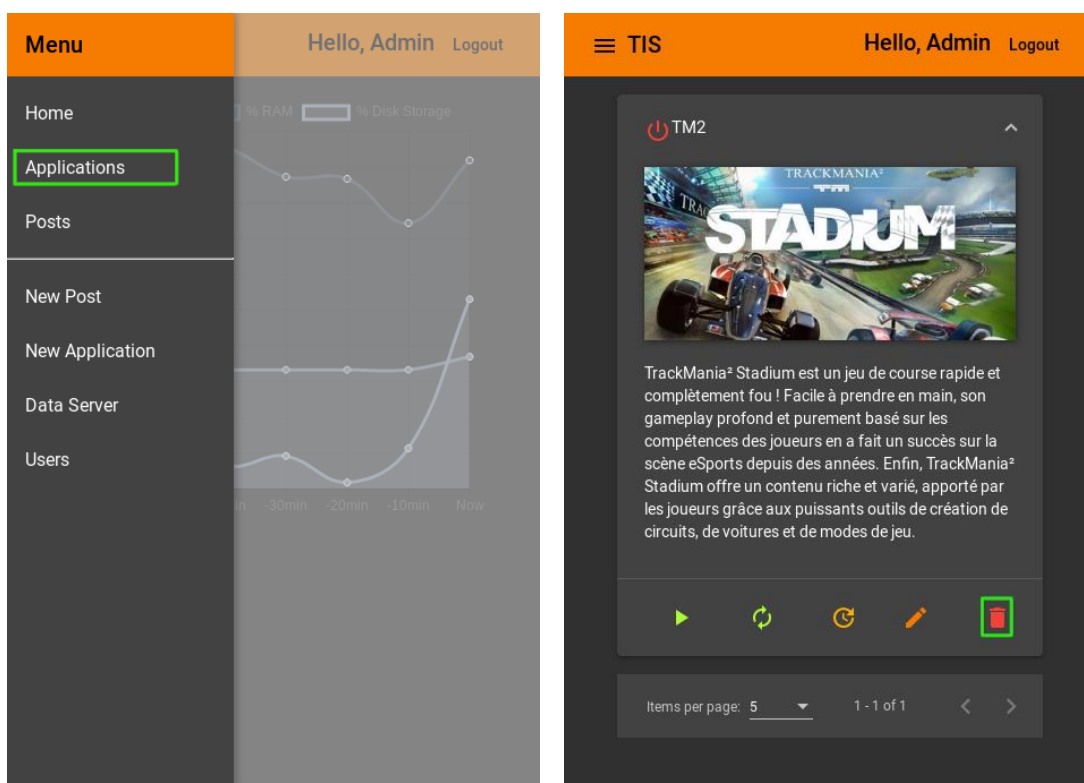 Menu
Hello, Admin Logout
Home
% RAM % Disk Storage
Applications
Posts
New Post
New Application
Data Server
Users
-30min -20min -10min Now
TIS
Hello, Admin Logout
TM2
TRACKMANIA²
TM
STADIUM
TrackMania² Stadium est un jeu de course rapide et
complètement fou ! Facile à prendre en main, son
gameplay profond et purement basé sur les
compétences des joueurs en a fait un succès sur la
scène eSports depuis des années. Enfin, TrackMania²
Stadium offre un contenu riche et varié, apporté par
les joueurs grâce aux puissants outils de création de
circuits, de voitures et de modes de jeu.
Items per page: 5 1 - 1 of 1